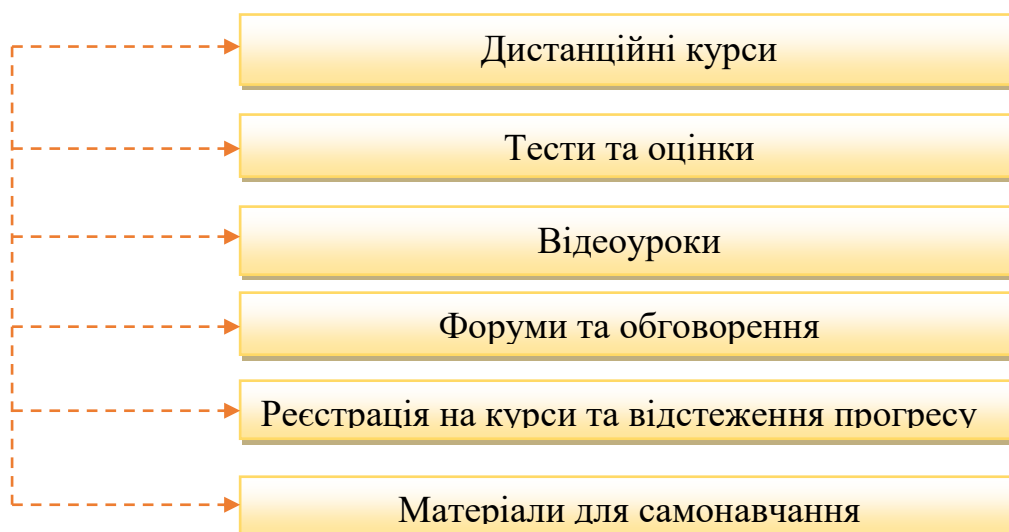 Дистанційні курси
Тести та оцінки
Відеоуроки
Форуми та обговорення
Реєстрація на курси та відстеження прогресу
Матеріали для самонавчання